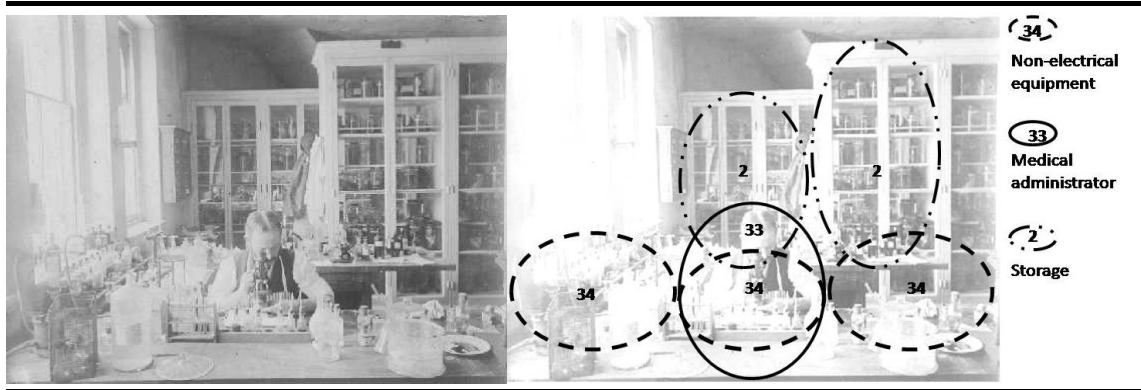 34
Non-electrical
equipment
33
Medical
administrator
2
Storage
2
2
33
34
34
34